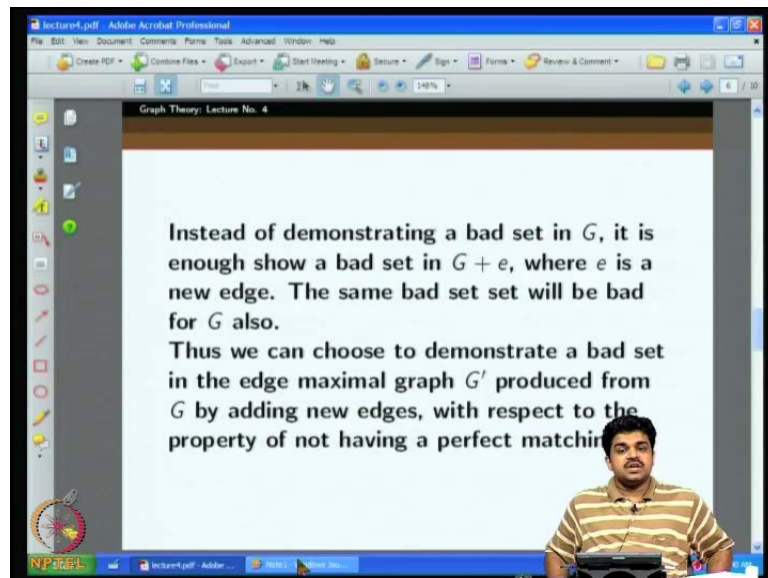 lecture4.pdf - Adobe Acrobat Professional
File Edit View Document Comments Forms Tools Advanced Window Help
Create PDF Combine Files Export Start Meeting Secure Sign Forms Review & Comment
148% 6 / 10
Graph Theory: Lecture No. 4
Instead of demonstrating a bad set in G, it is
enough show a bad set in G + e, where e is a
new edge. The same bad set set will be bad
for G also.
Thus we can choose to demonstrate a bad set
in the edge maximal graph G′ produced from
G by adding new edges, with respect to the
property of not having a perfect matchin
NPTEL
lecture4.pdf - Adobe ...